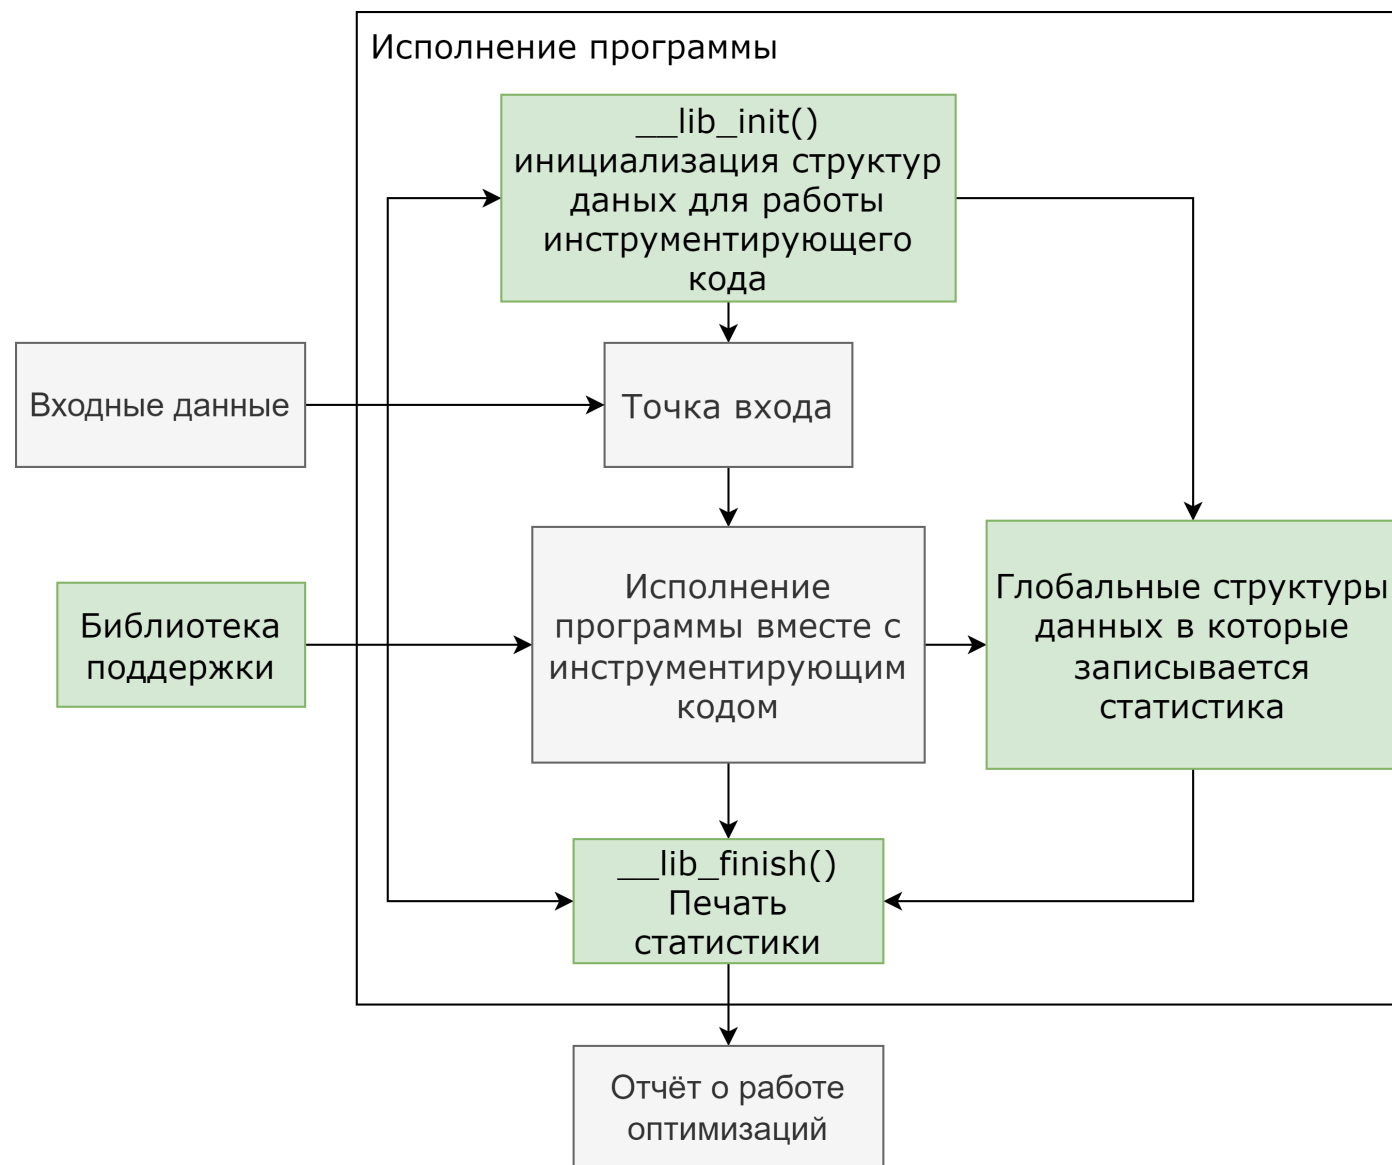 Исполнение программы
__lib_init()
инициализация структур
даных для работы
инструментирующего
кода
Входные данные
Точка входа
Библиотека
поддержки
Исполнение
программы вместе с
инструментирующим
кодом
Глобальные структуры
данных в которые
записывается
статистика
__lib_finish()
Печать
статистики
Отчёт о работе
оптимизаций